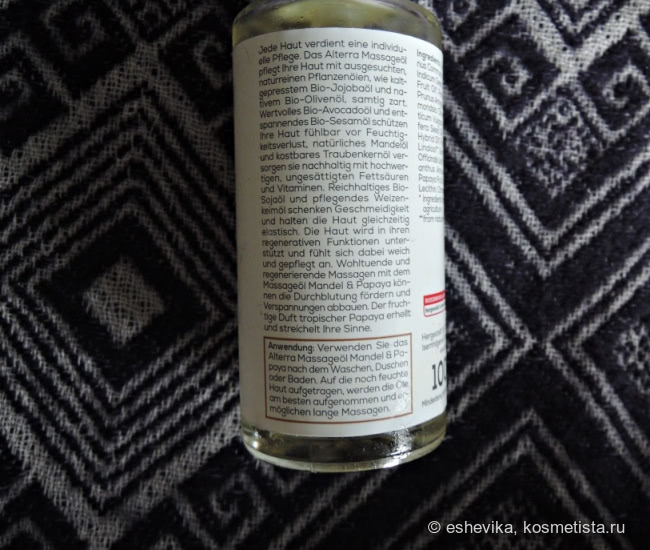 Jede Haut verdient eine individu-
elle Pflege. Das Alterra Massageöl
pflegt Ihre Haut mit ausgesuchten,
naturreinen Pflanzenölen, wie kalt-
gepresstem Bio-Jojobaöl und na-
tivem Bio-Olivenöl, samtig zart.
Wertvolles Bio-Avocadoöl und ent-
spannendes Bio-Sesamöl schützen
Ihre Haut fühlbar vor Feuchtig-
keitsverlust, natürliches Mandelöl
und kostbares Traubenkernöl ver-
sorgen sie nachhaltig mit hochwer-
tigen, ungesättigten Fettsäuren
und Vitaminen. Reichhaltiges Bio-
Sojaöl und pflegendes Weizen-
keimöl schenken Geschmeidigkeit
und halten die Haut gleichzeitig
elastisch. Die Haut wird in ihren
regenerativen Funktionen unter-
stützt und fühlt sich dabei weich
und gepflegt an. Wohltuende und
regenerierende Massagen mit dem
Massageöl Mandel & Papaya kön-
nen die Durchblutung fördern und
Verspannungen abbauen. Der fruch-
tige Duft tropischer Papaya erhellt
und streichelt Ihre Sinne.
Anwendung: Verwenden Sie das
Alterra Massageöl Mandel & Pa-
paya nach dem Waschen, Duschen
oder Baden. Auf die noch feuchte
Haut aufgetragen, werden die Öle
am besten aufgenommen und er-
möglichen lange Massagen.
Fruit Oil
Hybrid
Papaya
Lecithin
© eshevika, kosmetista.ru